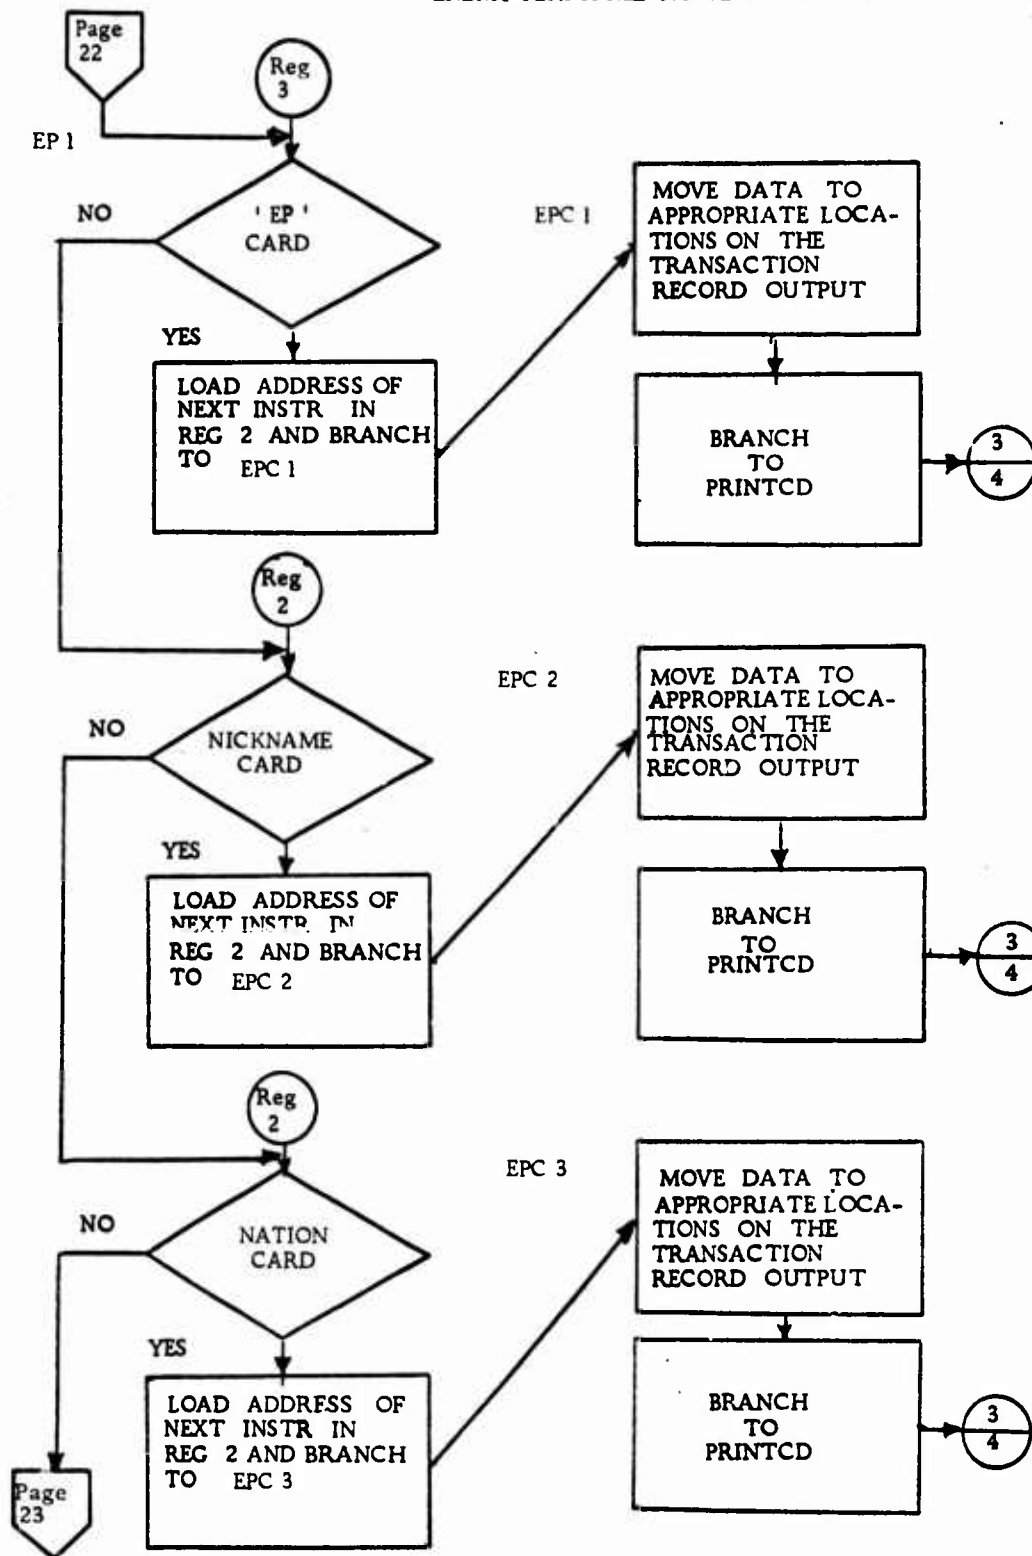 Page
22
Reg
3
EP 1
NO
' EP '
CARD
YES
LOAD ADDRESS OF
NEXT INSTR IN
REG 2 AND BRANCH
TO EPC 1
EPC 1
MOVE DATA TO
APPROPRIATE LOCA-
TIONS ON THE
TRANSACTION
RECORD OUTPUT
BRANCH
TO
PRINTCD
3
4
Reg
2
NO
NICKNAME
CARD
YES
LOAD ADDRESS OF
NEXT INSTR IN
REG 2 AND BRANCH
TO EPC 2
EPC 2
MOVE DATA TO
APPROPRIATE LOCA-
TIONS ON THE
TRANSACTION
RECORD OUTPUT
BRANCH
TO
PRINTCD
3
4
Reg
2
NO
NATION
CARD
YES
LOAD ADDRESS OF
NEXT INSTR IN
REG 2 AND BRANCH
TO EPC 3
EPC 3
MOVE DATA TO
APPROPRIATE LOCA-
TIONS ON THE
TRANSACTION
RECORD OUTPUT
BRANCH
TO
PRINTCD
3
4
Page
23